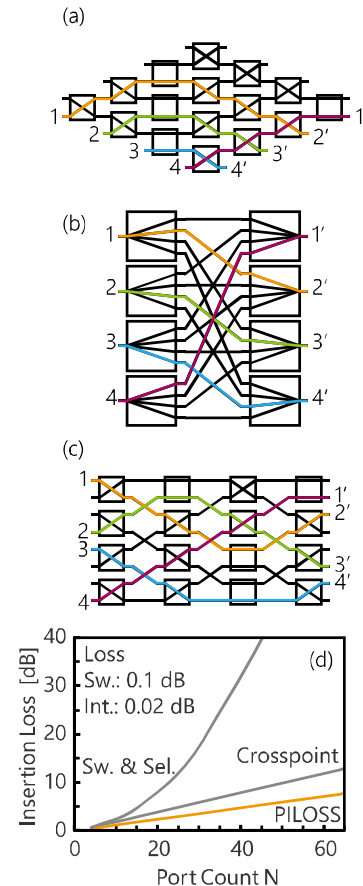 (a)
1
2
3
4
1'
2'
3'
4'
(b)
1
2
3
4
1'
2'
3'
4'
(c)
1
2
3
4
1'
2'
3'
4'
(d)
Insertion Loss [dB]
40
30
20
10
0
Loss
Sw.: 0.1 dB
Int.: 0.02 dB
Sw. & Sel.
Crosspoint
PILOSS
0 20 40 60
Port Count N